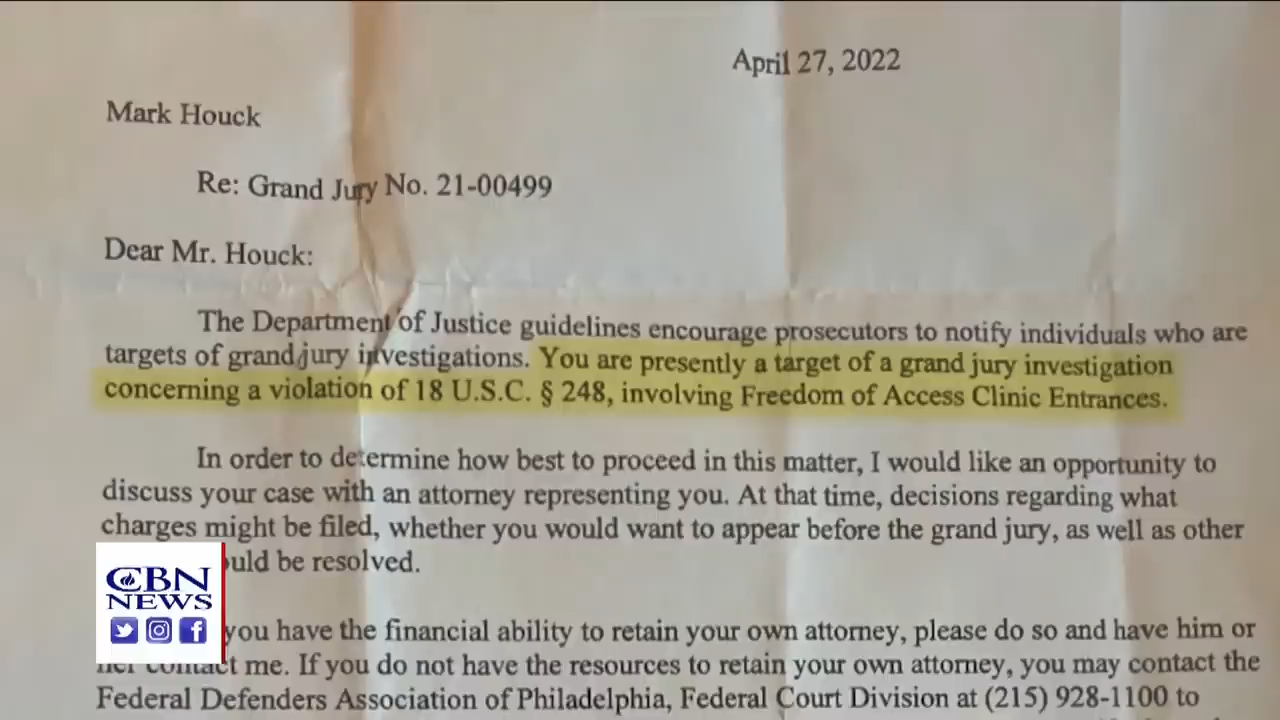 April 27, 2022
Mark Houck
Re: Grand Jury No. 21-00499
Dear Mr. Houck:
The Department of Justice guidelines encourage prosecutors to notify individuals who are
targets of grand jury investigations. You are presently a target of a grand jury investigation
concerning a violation of 18 U.S.C. § 248, involving Freedom of Access Clinic Entrances.
In order to determine how best to proceed in this matter, I would like an opportunity to
discuss your case with an attorney representing you. At that time, decisions regarding what
charges might be filed, whether you would want to appear before the grand jury, as well as other
ould be resolved.
you have the financial ability to retain your own attorney, please do so and have him or
her contact me. If you do not have the resources to retain your own attorney, you may contact the
Federal Defenders Association of Philadelphia, Federal Court Division at (215) 928-1100 to
CBN
NEWS